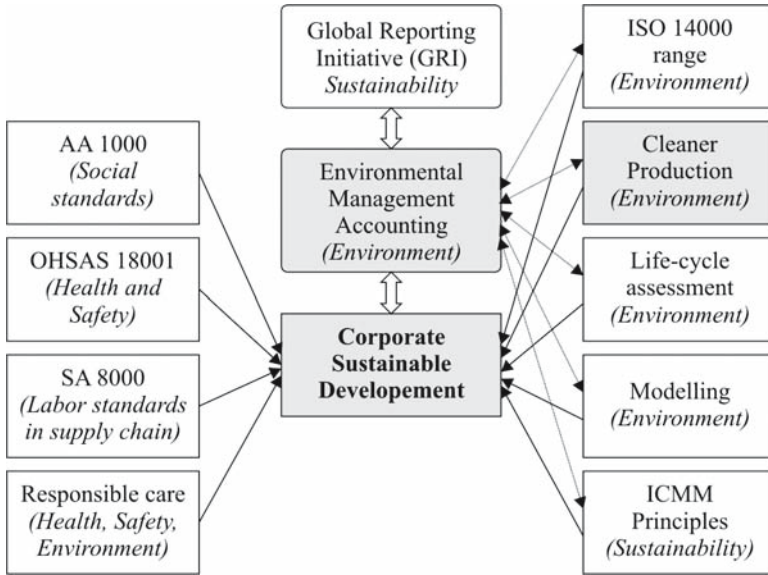 Global Reporting
Initiative (GRI)
Sustainability
Environmental
Management
Accounting
(Environment)
Corporate
Sustainable
Developement
AA 1000
(Social
standards)
OHSAS 18001
(Health and
Safety)
SA 8000
(Labor standards
in supply chain)
Responsible care
(Health, Safety,
Environment)
ISO 14000
range
(Environment)
Cleaner
Production
(Environment)
Life-cycle
assessment
(Environment)
Modelling
(Environment)
ICMM
Principles
(Sustainability)